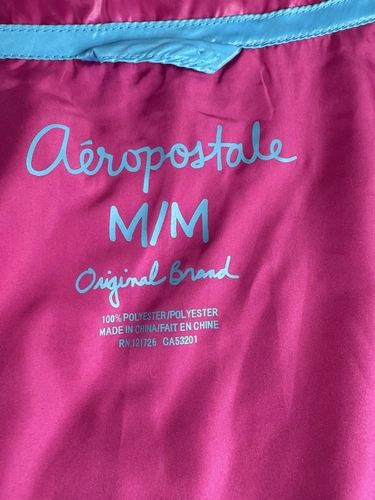 aéropostale
M/M
Original Brand
100% POLYESTER/POLYESTER
MADE IN CHINA/FAIT EN CHINE
RN:121726 CA53201